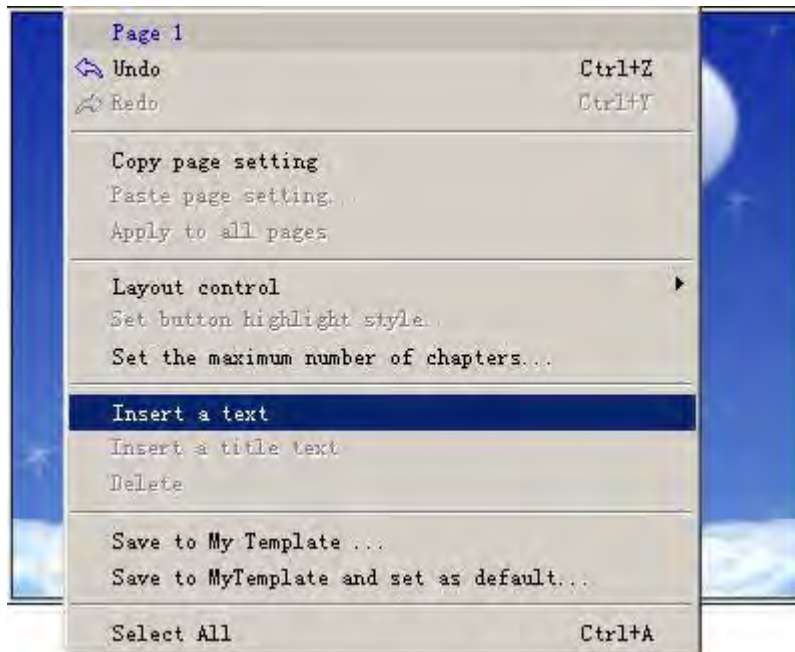 Page 1
Undo Ctrl+Z
Redo Ctrl+Y
Copy page setting
Paste page setting...
Apply to all pages
Layout control
Set button highlight style..
Set the maximum number of chapters...
Insert a text
Insert a title text
Delete
Save to My Template ...
Save to MyTemplate and set as default...
Select All Ctrl+A